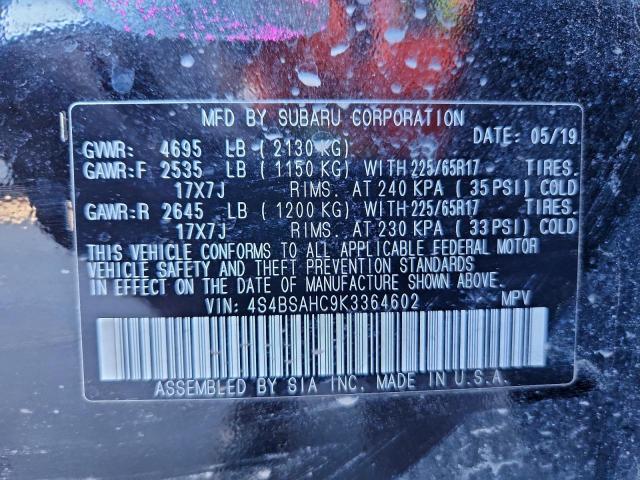 MFD BY SUBARU CORPORATION
DATE: 05/19
GVWR: 4695 LB ( 2130 KG)
GAWR:F 2535 LB ( 1150 KG) WITH 225/65R17 TIRES.
17X7J RIMS. AT 240 KPA ( 35 PSI) COLD
GAWR:R 2645 LB ( 1200 KG) WITH 225/65R17 TIRES.
17X7J RIMS. AT 230 KPA ( 33 PSI) COLD
THIS VEHICLE CONFORMS TO ALL APPLICABLE FEDERAL MOTOR
VEHICLE SAFETY AND THEFT PREVENTION STANDARDS
IN EFFECT ON THE DATE OF MANUFACTURE SHOWN ABOVE.
VIN: 4S4BSAHC9K3364602 MPV
ASSEMBLED BY SIA INC. MADE IN U.S.A.